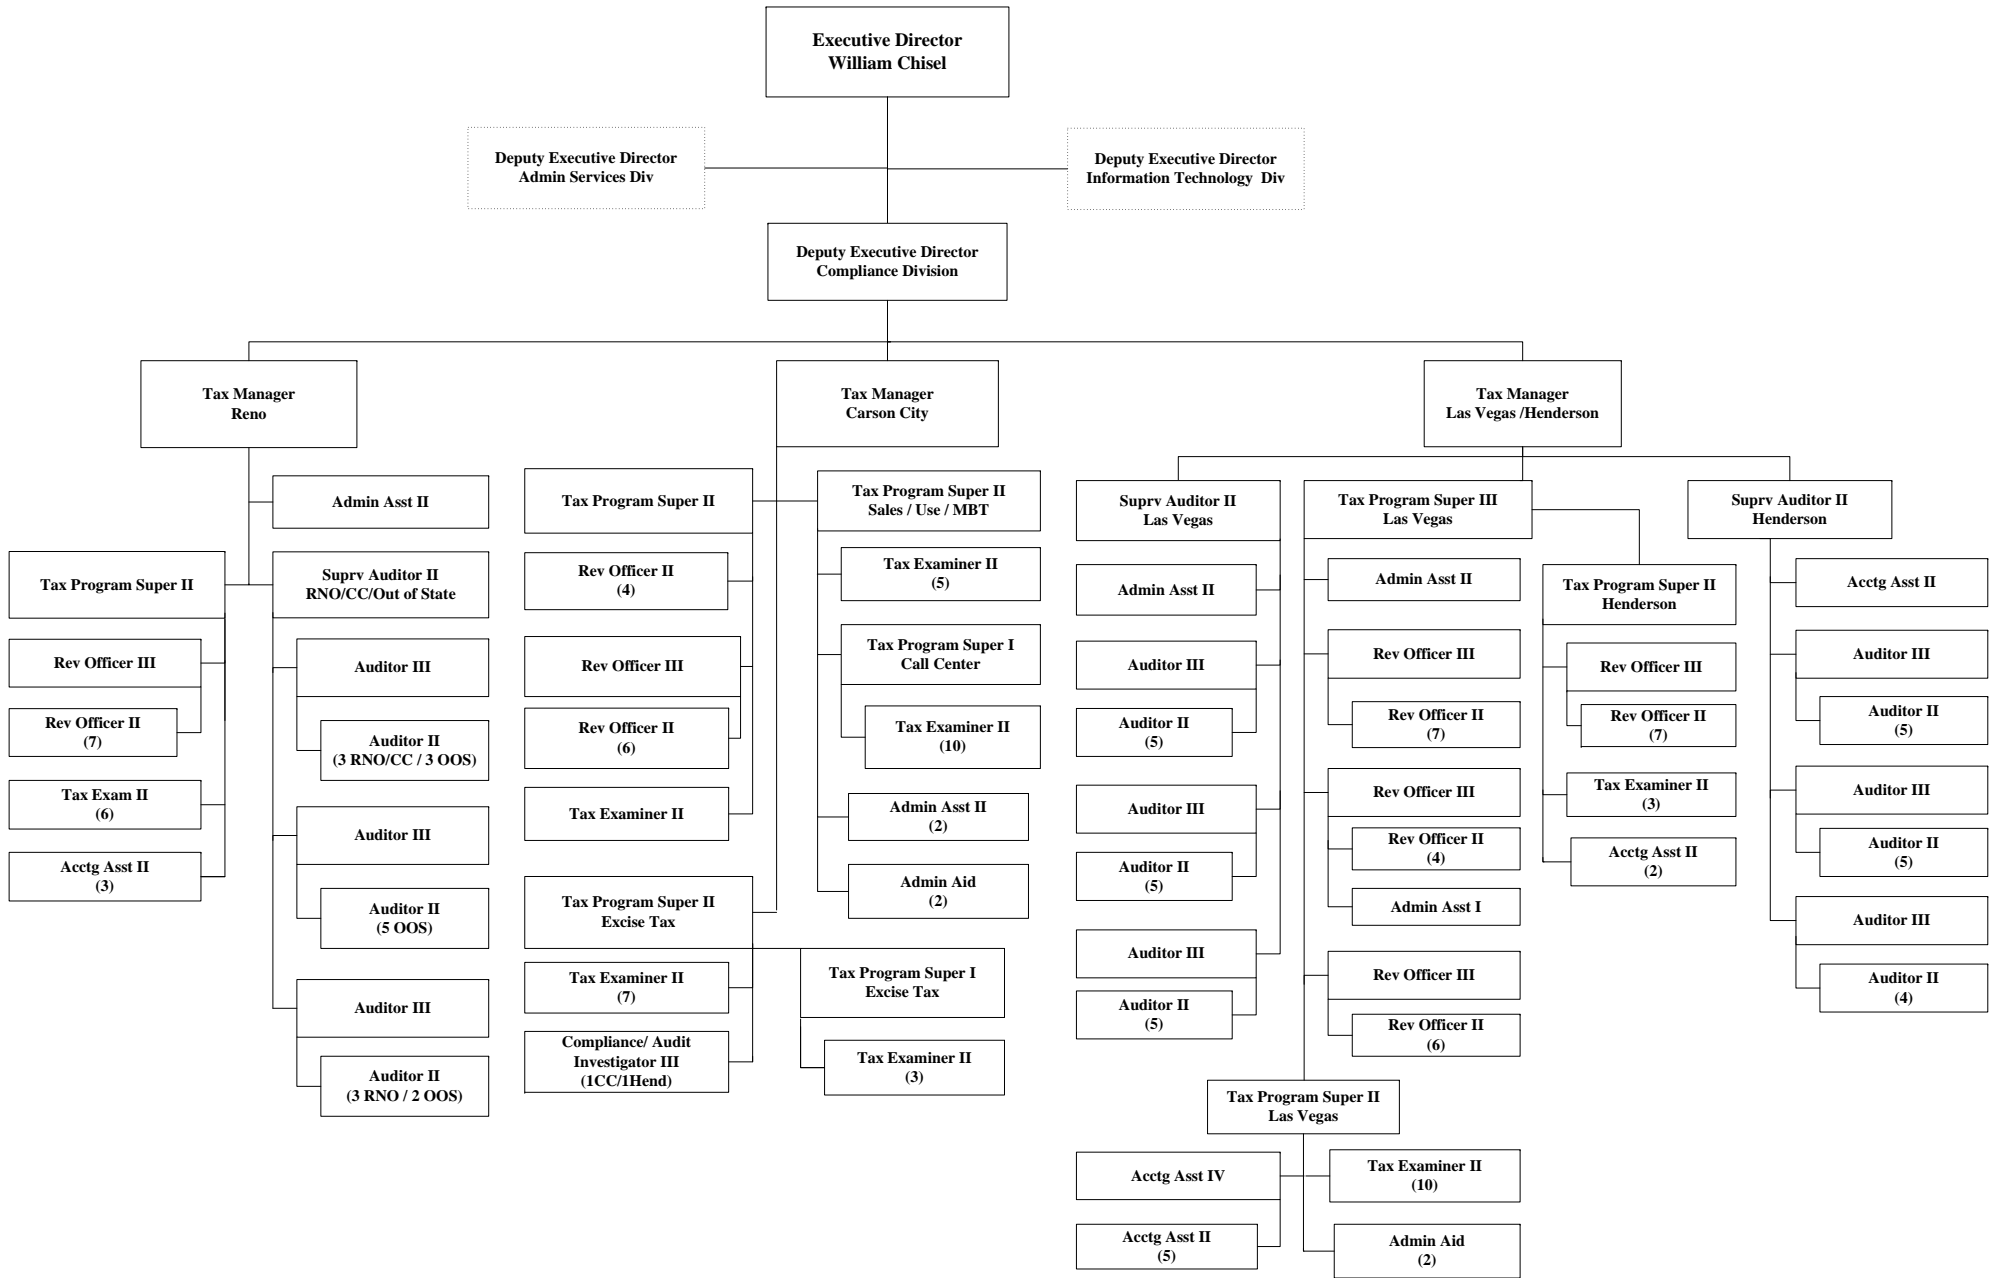 Executive Director
William Chisel
Deputy Executive Director
Admin Services Div
Deputy Executive Director
Information Technology Div
Deputy Executive Director
Compliance Division
Tax Manager
Reno
Tax Manager
Carson City
Tax Manager
Las Vegas /Henderson
Admin Asst II
Tax Program Super II
Suprv Auditor II
RNO/CC/Out of State
Rev Officer III
Rev Officer II
(7)
Tax Exam II
(6)
Acctg Asst II
(3)
Auditor III
Auditor II
(3 RNO/CC / 3 OOS)
Auditor III
Auditor II
(5 OOS)
Auditor III
Auditor II
(3 RNO / 2 OOS)
Tax Program Super II
Rev Officer II
(4)
Rev Officer III
Rev Officer II
(6)
Tax Examiner II
Tax Program Super II
Sales / Use / MBT
Tax Examiner II
(5)
Tax Program Super I
Call Center
Tax Examiner II
(10)
Admin Asst II
(2)
Admin Aid
(2)
Tax Program Super II
Excise Tax
Tax Examiner II
(7)
Compliance/ Audit
Investigator III
(1CC/1Hend)
Tax Program Super I
Excise Tax
Tax Examiner II
(3)
Suprv Auditor II
Las Vegas
Admin Asst II
Auditor III
Auditor II
(5)
Auditor III
Auditor II
(5)
Auditor III
Auditor II
(5)
Tax Program Super III
Las Vegas
Admin Asst II
Rev Officer III
Rev Officer II
(7)
Rev Officer III
Rev Officer II
(4)
Admin Asst I
Rev Officer III
Rev Officer II
(6)
Tax Program Super II
Las Vegas
Acctg Asst IV
Acctg Asst II
(5)
Tax Examiner II
(10)
Admin Aid
(2)
Tax Program Super II
Henderson
Rev Officer III
Rev Officer II
(7)
Tax Examiner II
(3)
Acctg Asst II
(2)
Suprv Auditor II
Henderson
Acctg Asst II
Auditor III
Auditor II
(5)
Auditor III
Auditor II
(5)
Auditor III
Auditor II
(4)